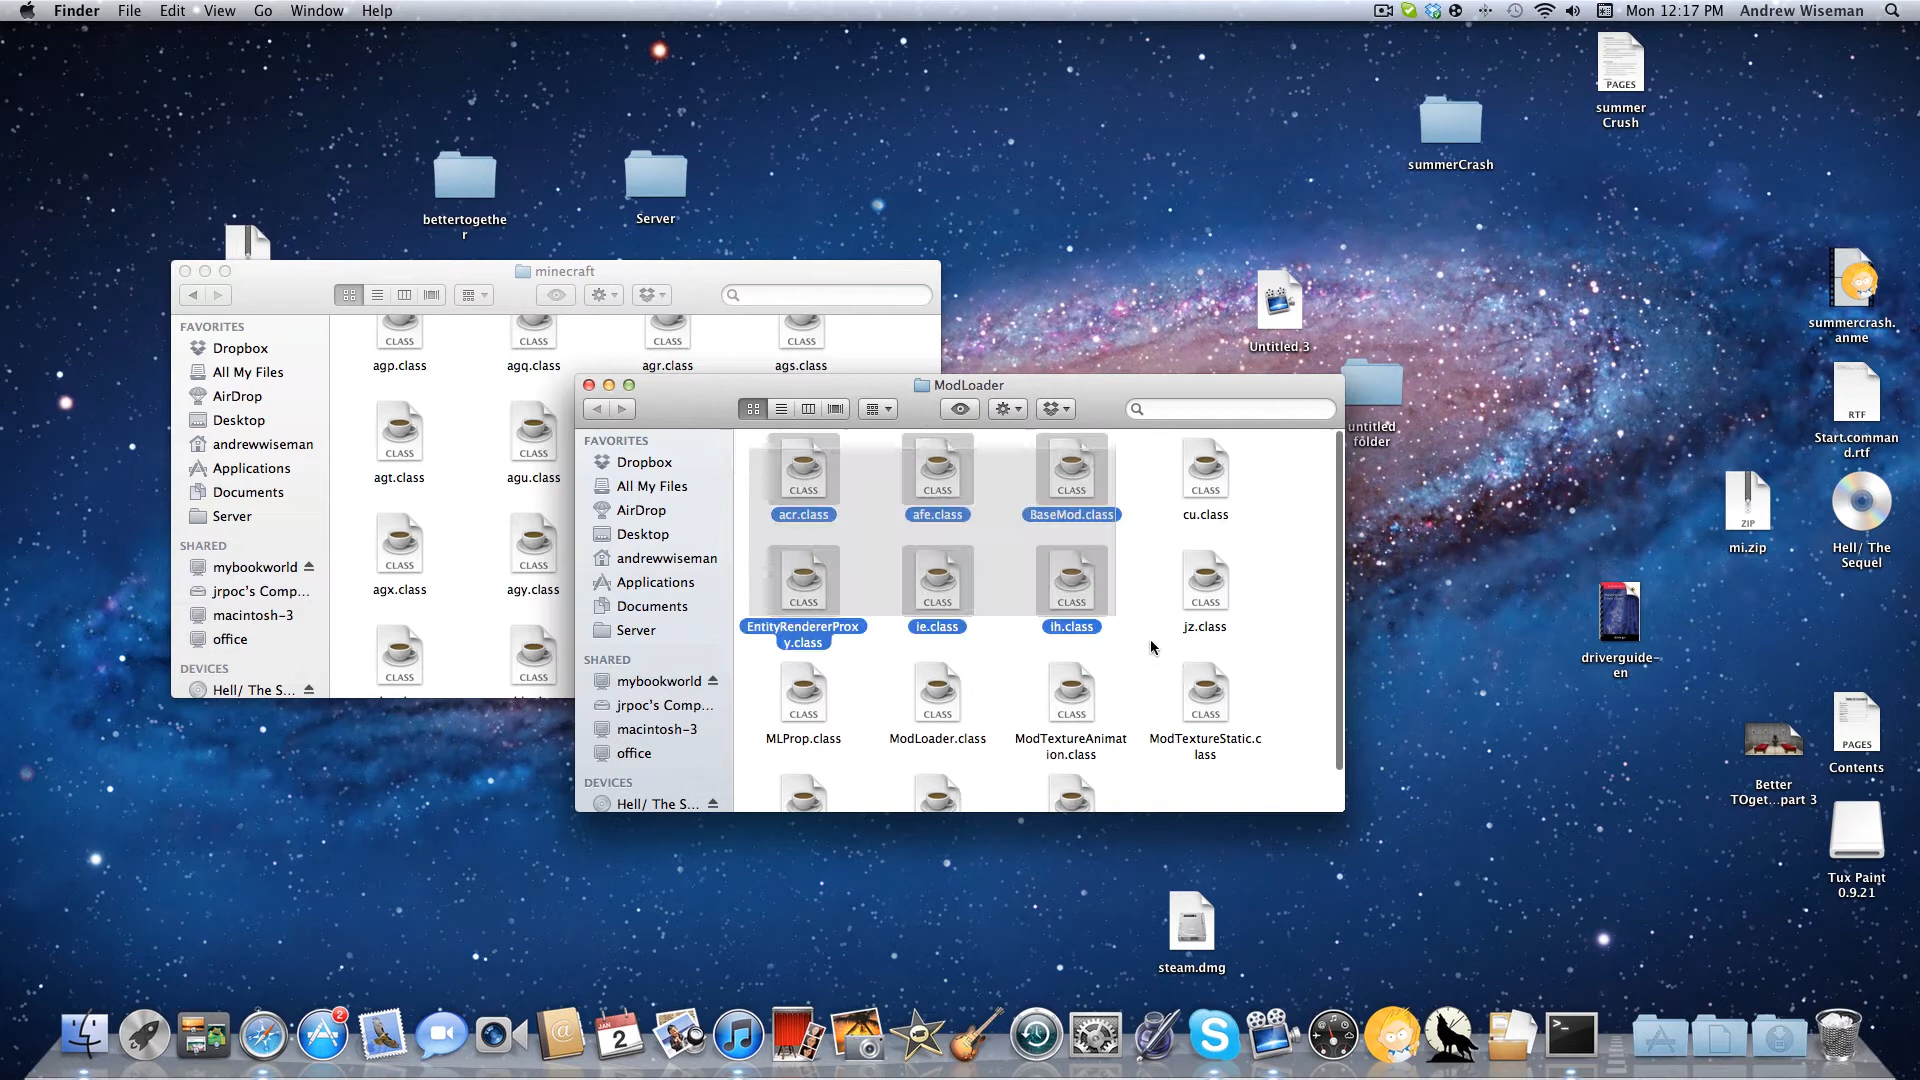 Finder File Edit View Go Window Help
Mon 12:17 PM Andrew Wiseman
PAGES
summer
Crush
summerCrash
bettertogethe
r
Server
minecraft
FAVORITES
Dropbox
All My Files
AirDrop
Desktop
andrewwiseman
Applications
Documents
Server
SHARED
mybookworld
jrpoc's Comp...
macintosh-3
office
DEVICES
Hell/ The S...
CLASS CLASS CLASS CLASS
agp.class agq.class agr.class ags.class
CLASS CLASS
agt.class agu.class
CLASS CLASS
agx.class agy.class
CLASS CLASS
ModLoader
FAVORITES
Dropbox
All My Files
AirDrop
Desktop
andrewwiseman
Applications
Documents
Server
SHARED
mybookworld
jrpoc's Comp...
macintosh-3
office
DEVICES
Hell/ The S...
CLASS CLASS CLASS CLASS
acr.class afe.class BaseMod.class cu.class
CLASS CLASS CLASS CLASS
EntityRendererProx
y.class
ie.class ih.class jz.class
CLASS CLASS CLASS CLASS
MLProp.class ModLoader.class ModTextureAnimat
ion.class
ModTextureStatic.c
lass
Untitled.3
untitled
folder
summercrash.
anme
RTF
Start.comman
d.rtf
ZIP
mi.zip
Hell/ The
Sequel
driverguide-
en
PAGES
Contents
Better
TOget...part 3
Tux Paint
0.9.21
steam.dmg
2
JAN
2